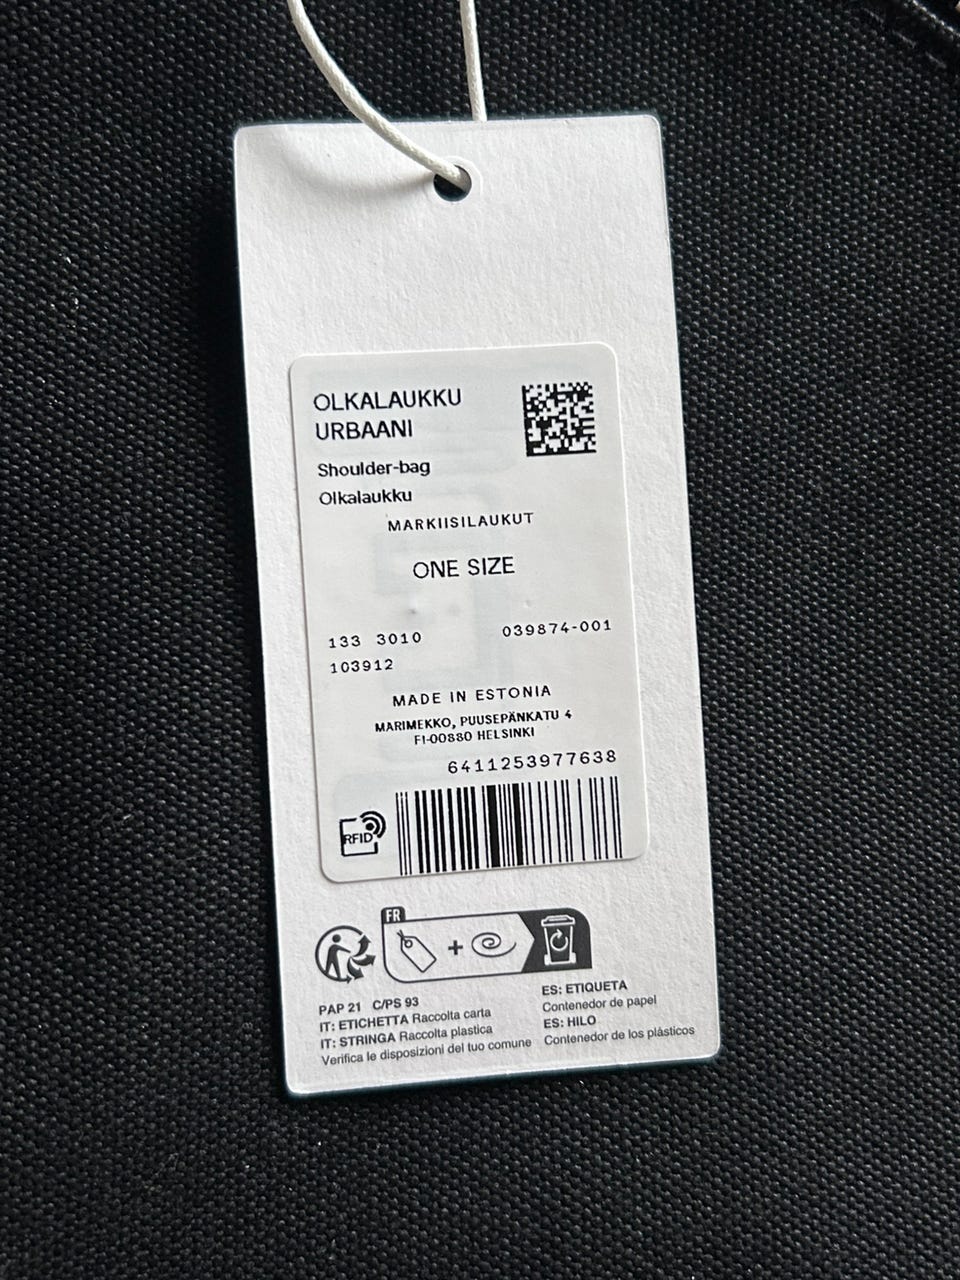 OLKALAUKKU
URBAANI
Shoulder-bag
Olkalaukku
MARKIISILAUKUT
ONE SIZE
133 3010 039874-001
103912
MADE IN ESTONIA
MARIMEKKO, PUUSEPÄNKATU 4
FI-00880 HELSINKI
6411253977638
RFID
FR
+
PAP 21 C/PS 93
IT: ETICHETTA Raccolta carta
IT: STRINGA Raccolta plastica
Verifica le disposizioni del tuo comune
ES: ETIQUETA
Contenedor de papel
ES: HILO
Contenedor de los plásticos